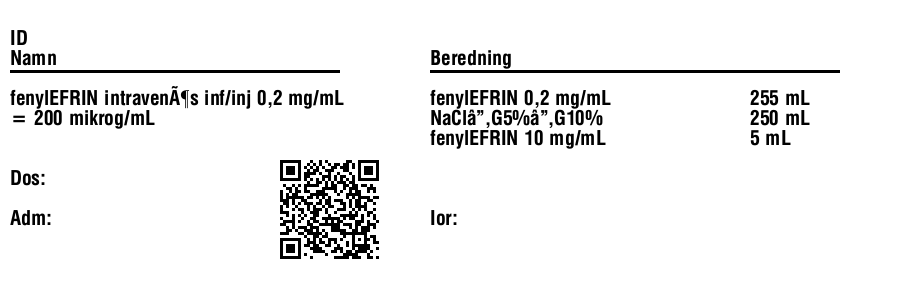 ID
Namn
fenylEFRIN intravenÃ¶s inf/inj 0,2 mg/mL
= 200 mikrog/mL
Dos:
Adm:
Beredning
fenylEFRIN 0,2 mg/mL 255 mL
NaClâ”‚G5%â”‚G10% 250 mL
fenylEFRIN 10 mg/mL 5 mL
Ior: